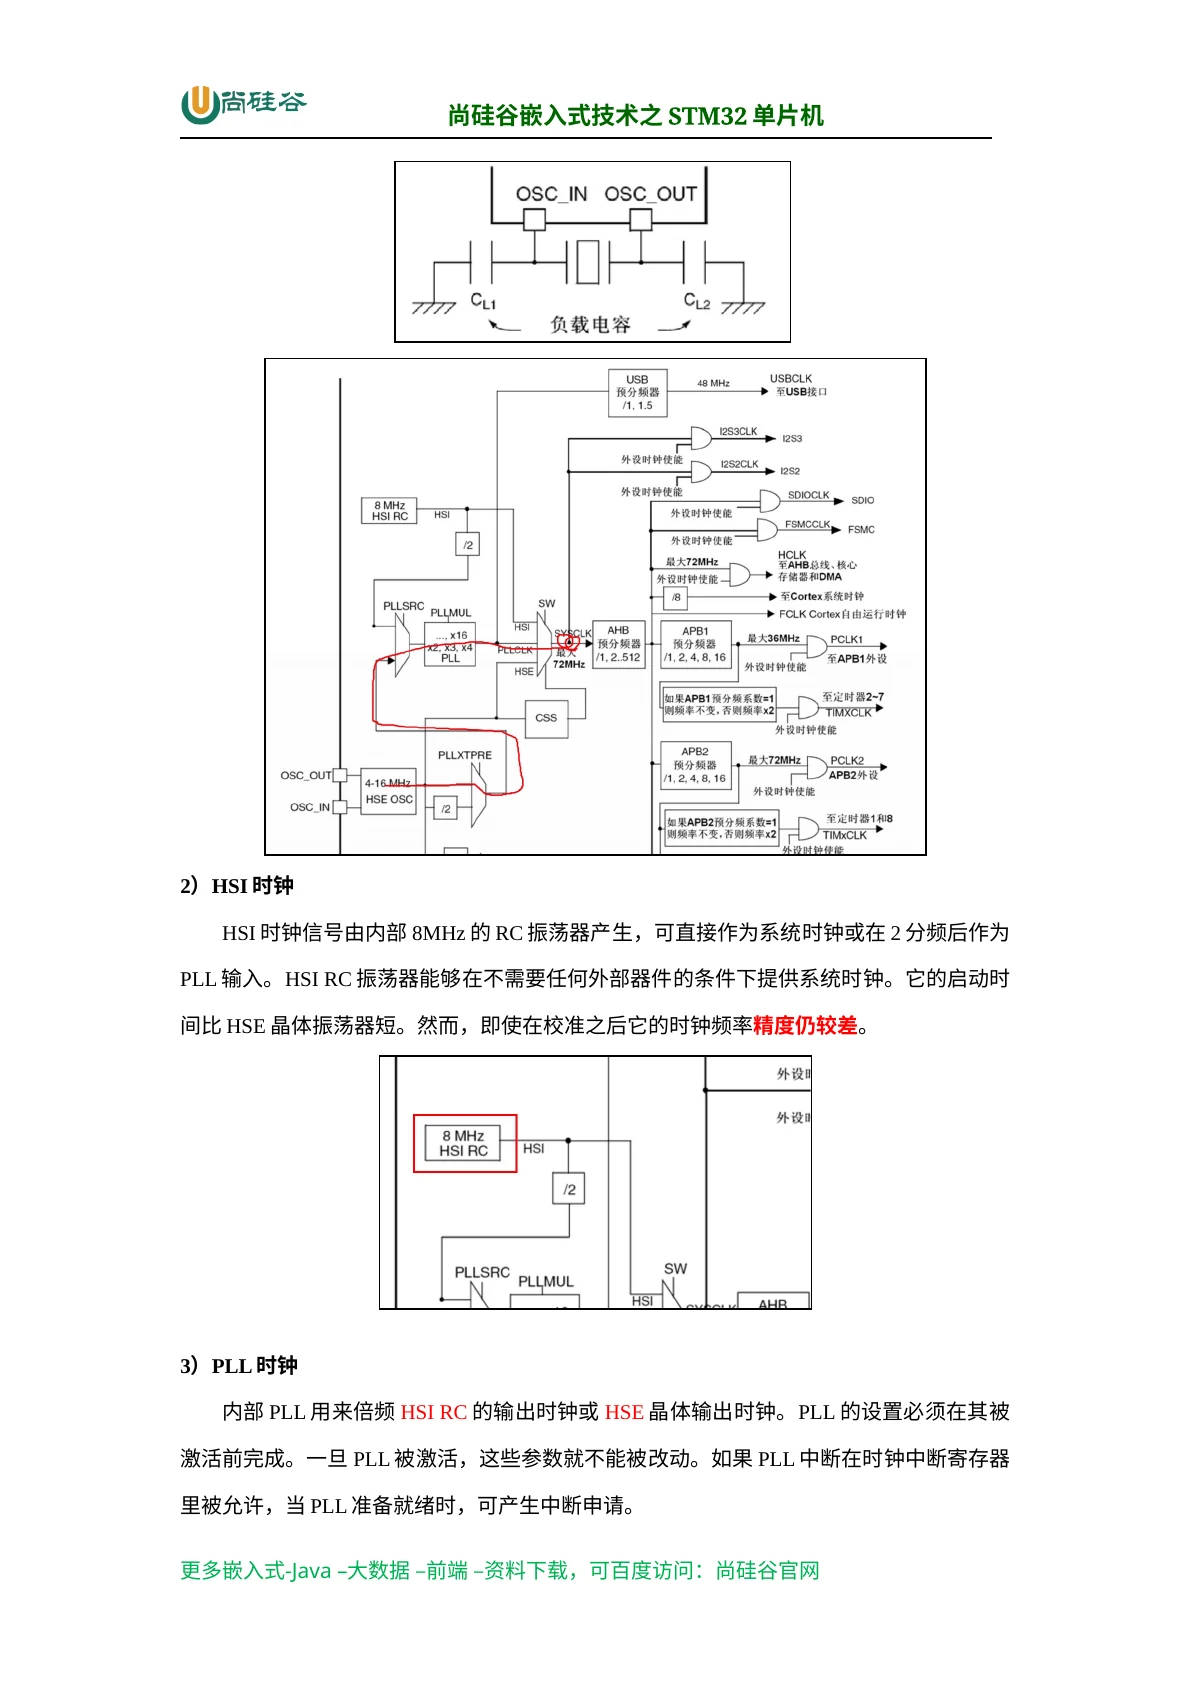 尚硅谷
尚硅谷嵌入式技术之 STM32 单片机
OSC_IN OSC_OUT
CL1 CL2
负载电容
USB
预分频器
/1, 1.5
48 MHz
USBCLK
至USB接口
I2S3CLK
I2S3
外设时钟使能
I2S2CLK
I2S2
外设时钟使能
SDIOCLK
SDIO
外设时钟使能
FSMCCLK
FSMC
外设时钟使能
8 MHz
HSI RC
HSI
/2
最大72MHz
外设时钟使能
HCLK
至AHB总线、核心
存储器和DMA
/8
至Cortex系统时钟
FCLK Cortex自由运行时钟
PLLSRC
PLLMUL
..., x16
x2, x3, x4
PLL
SW
HSI
PLLCLK
HSE
SYSCLK
最大
72MHz
AHB
预分频器
/1, 2..512
APB1
预分频器
/1, 2, 4, 8, 16
最大36MHz
PCLK1
至APB1外设
外设时钟使能
如果APB1预分频系数=1
则频率不变,否则频率x2
至定时器2~7
TIMXCLK
外设时钟使能
CSS
PLLXTPRE
OSC_OUT
OSC_IN
4-16 MHz
HSE OSC
/2
APB2
预分频器
/1, 2, 4, 8, 16
最大72MHz
PCLK2
APB2外设
外设时钟使能
如果APB2预分频系数=1
则频率不变,否则频率x2
至定时器1和8
TIMxCLK
外设时钟使能
2）HSI 时钟
HSI 时钟信号由内部 8MHz 的 RC 振荡器产生，可直接作为系统时钟或在 2 分频后作为
PLL 输入。HSI RC 振荡器能够在不需要任何外部器件的条件下提供系统时钟。它的启动时
间比 HSE 晶体振荡器短。然而，即使在校准之后它的时钟频率精度仍较差。
外设时
外设时
8 MHz
HSI RC
HSI
/2
PLLSRC
PLLMUL
SW
HSI
SYSCLK
AHB
3）PLL 时钟
内部 PLL 用来倍频 HSI RC 的输出时钟或 HSE 晶体输出时钟。PLL 的设置必须在其被
激活前完成。一旦 PLL 被激活，这些参数就不能被改动。如果 PLL 中断在时钟中断寄存器
里被允许，当 PLL 准备就绪时，可产生中断申请。
更多嵌入式-Java –大数据 –前端 –资料下载，可百度访问：尚硅谷官网